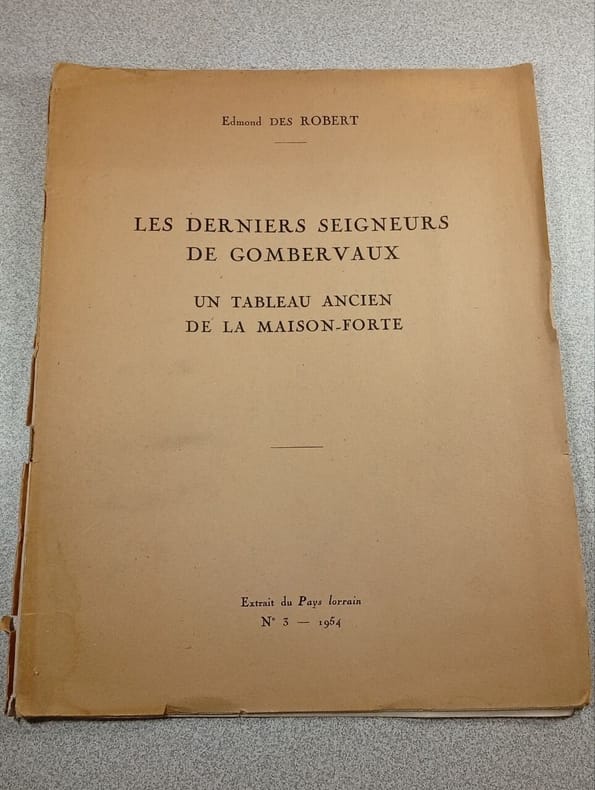 Edmond DES ROBERT
LES DERNIERS SEIGNEURS
DE GOMBERVAUX
UN TABLEAU ANCIEN
DE LA MAISON-FORTE
Extrait du Pays lorrain
N° 3 — 1954